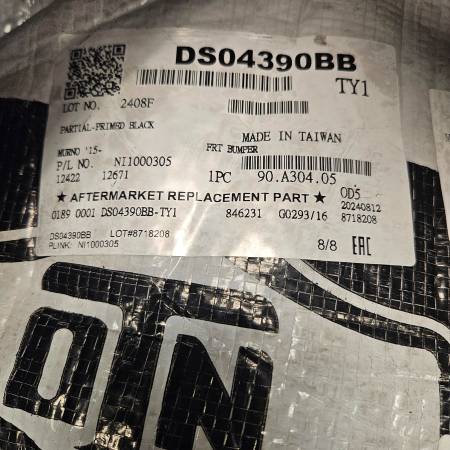 DS04390BB
TY1
LOT NO. 2408F
PARTIAL-PRIMED BLACK
MADE IN TAIWAN
MURNO '15- FRT BUMPER
P/L NO. NI1000305
12422 12671 1PC 90.A304.05
★ AFTERMARKET REPLACEMENT PART ★ OD5
20240812
0189 0001 DS04390BB-TY1 846231 G0293/16 8718208
DS04390BB LOT#8718208
PLINK: NI1000305 8/8 EAC